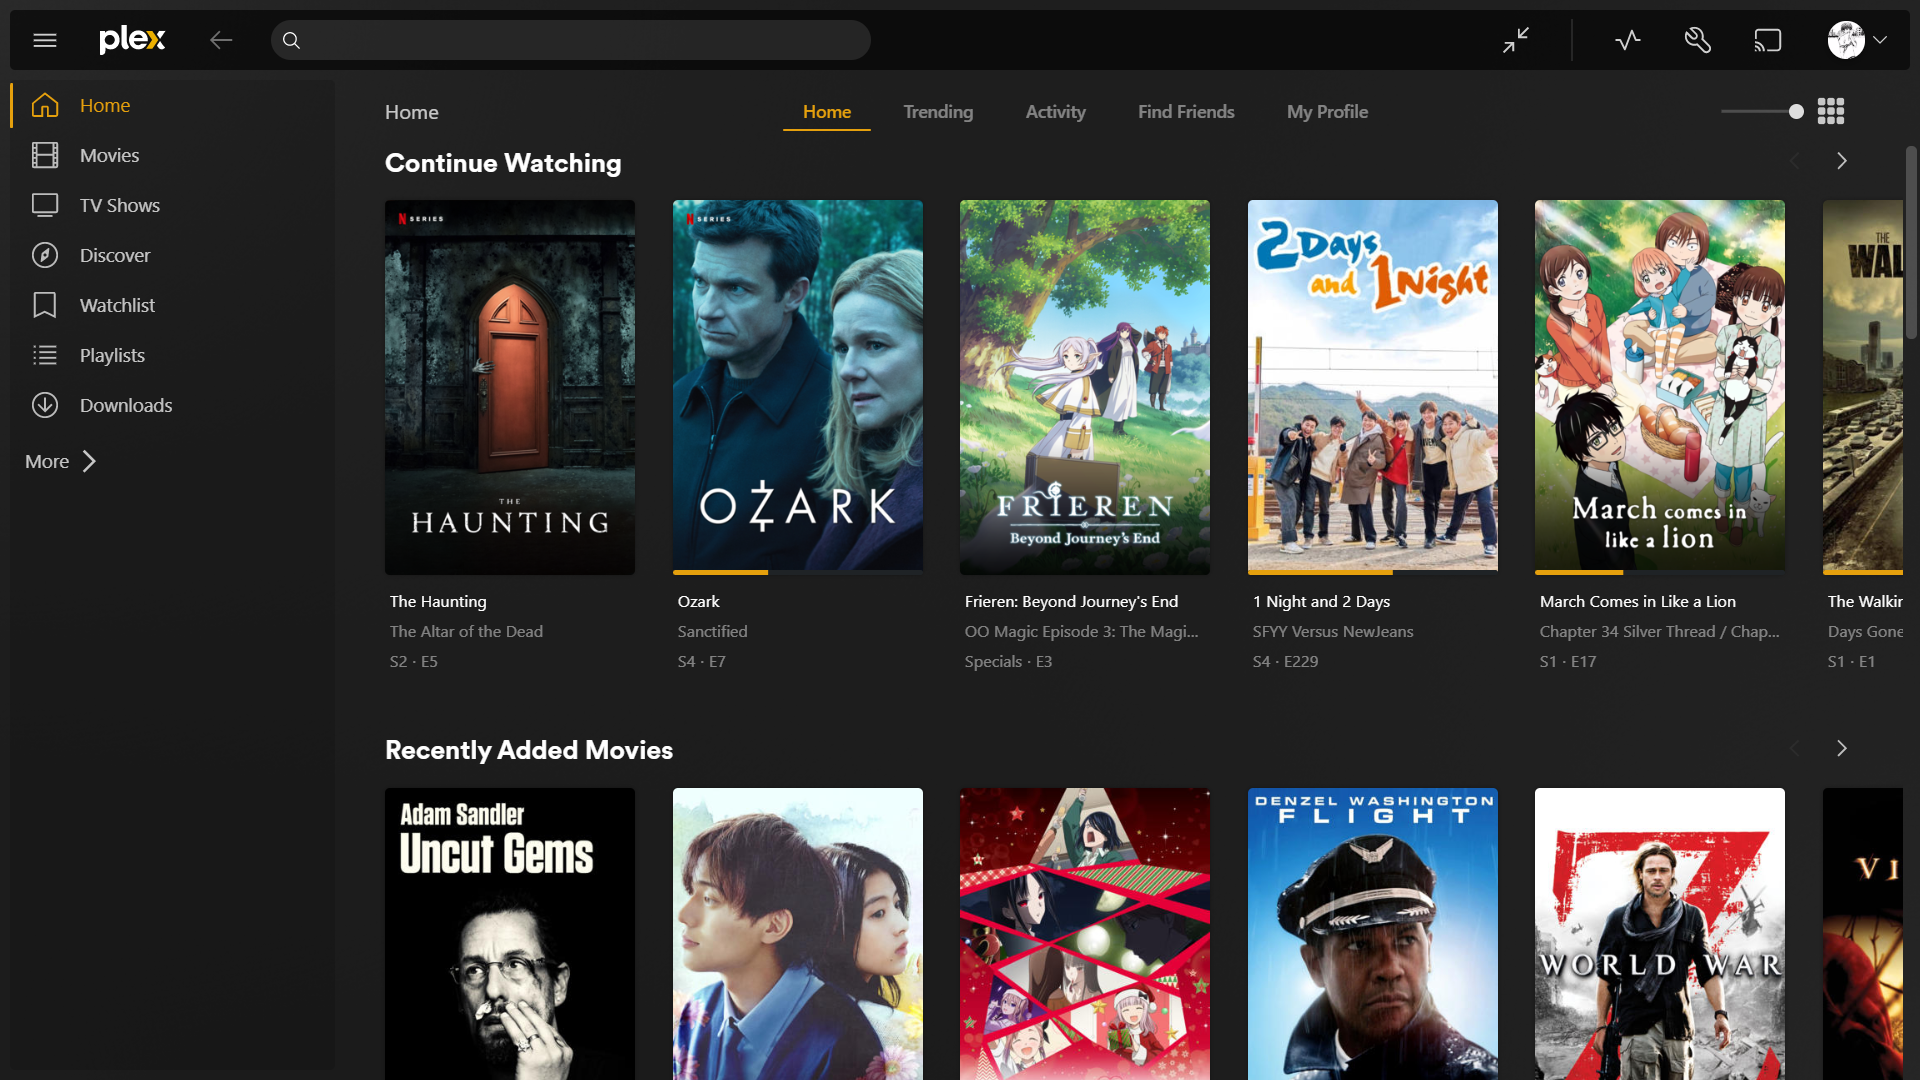 plex
Home
Movies
TV Shows
Discover
Watchlist
Playlists
Downloads
More
Home
Home
Trending
Activity
Find Friends
My Profile
Continue Watching
N SERIES
THE
HAUNTING
The Haunting
The Altar of the Dead
S2 · E5
N SERIES
OZARK
Ozark
Sanctified
S4 · E7
FRIEREN
Beyond Journey's End
Frieren: Beyond Journey's End
OO Magic Episode 3: The Magi...
Specials · E3
2 Days
and 1 Night
1 Night and 2 Days
SFYY Versus NewJeans
S4 · E229
March comes in
like a lion
March Comes in Like a Lion
Chapter 34 Silver Thread / Chap...
S1 · E17
THE
WAL
The Walkin
Days Gone
S1 · E1
Recently Added Movies
Adam Sandler
Uncut Gems
DENZEL WASHINGTON
FLIGHT
Z
WORLD WAR
VI